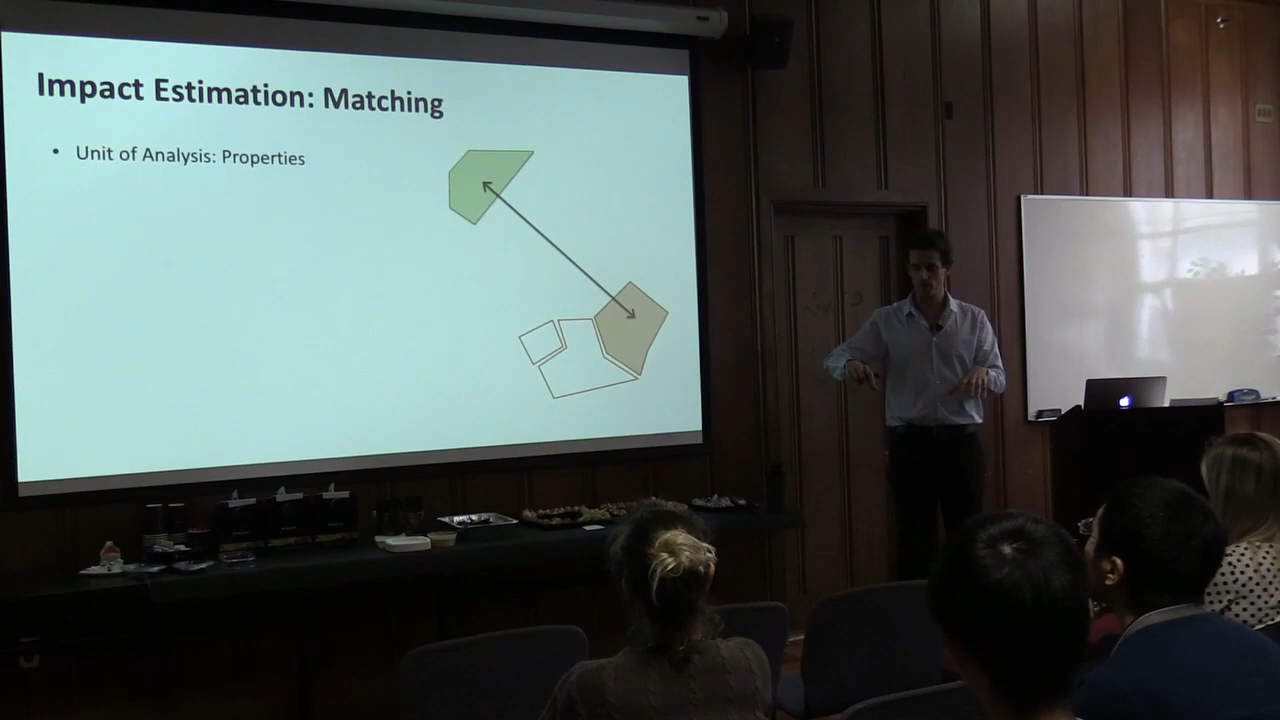 Impact Estimation: Matching
• Unit of Analysis: Properties